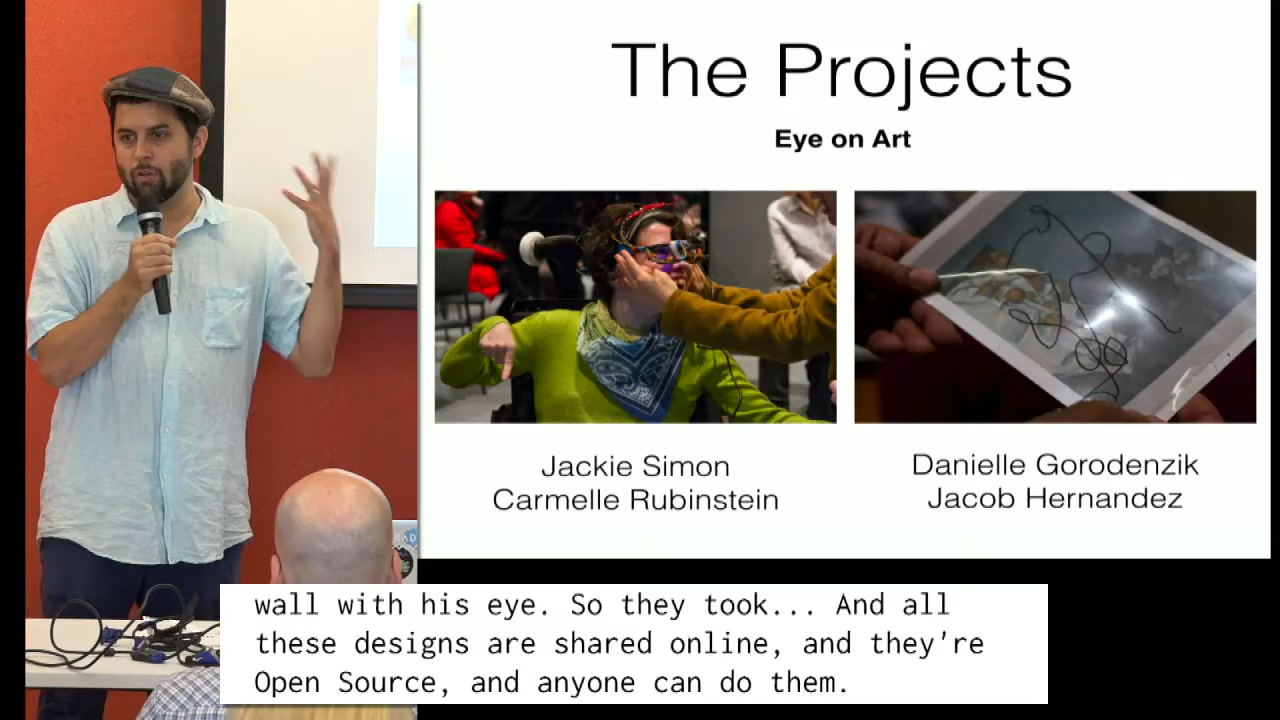 The Projects
Eye on Art
Jackie Simon
Carmelle Rubinstein
Danielle Gorodenzik
Jacob Hernandez
RAD
wall with his eye. So they took... And all
these designs are shared online, and they're
Open Source, and anyone can do them.